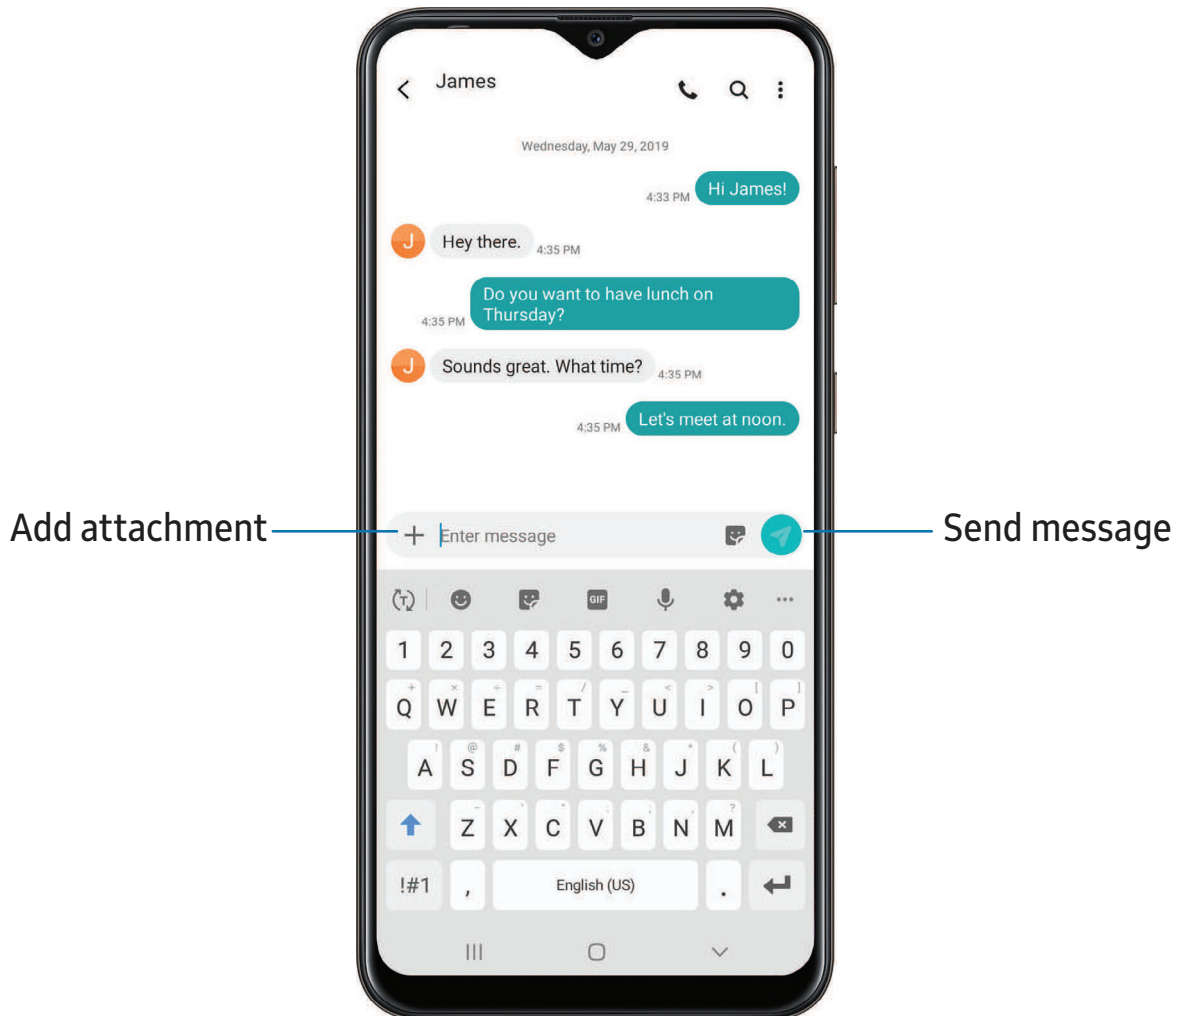 James
Wednesday, May 29, 2019
4:33 PM Hi James!
J Hey there. 4:35 PM
Do you want to have lunch on
4:35 PM Thursday?
J Sounds great. What time? 4:35 PM
4:35 PM Let's meet at noon.
Add attachment
Enter message
Send message
T GIF
1 2 3 4 5 6 7 8 9 0
+ × ÷ = / _ < > [ ]
Q W E R T Y U I O P
! @ # $ % & * ( )
A S D F G H J K L
- ' " : ; , ?
Z X C V B N M
!#1 , English (US) .